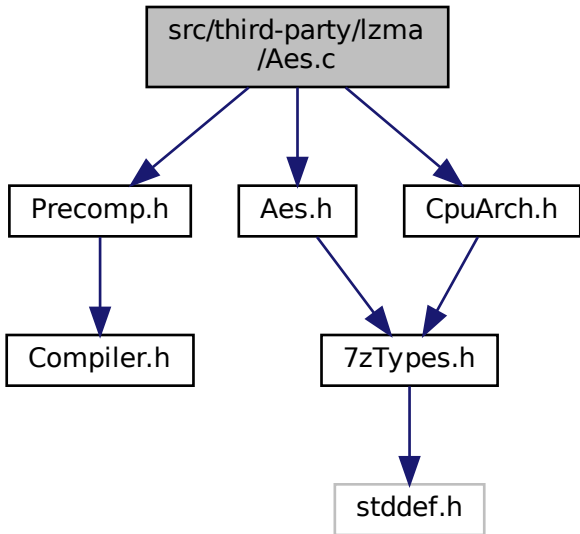 src/third-party/lzma
/Aes.c
Precomp.h
Aes.h
CpuArch.h
Compiler.h
7zTypes.h
stddef.h